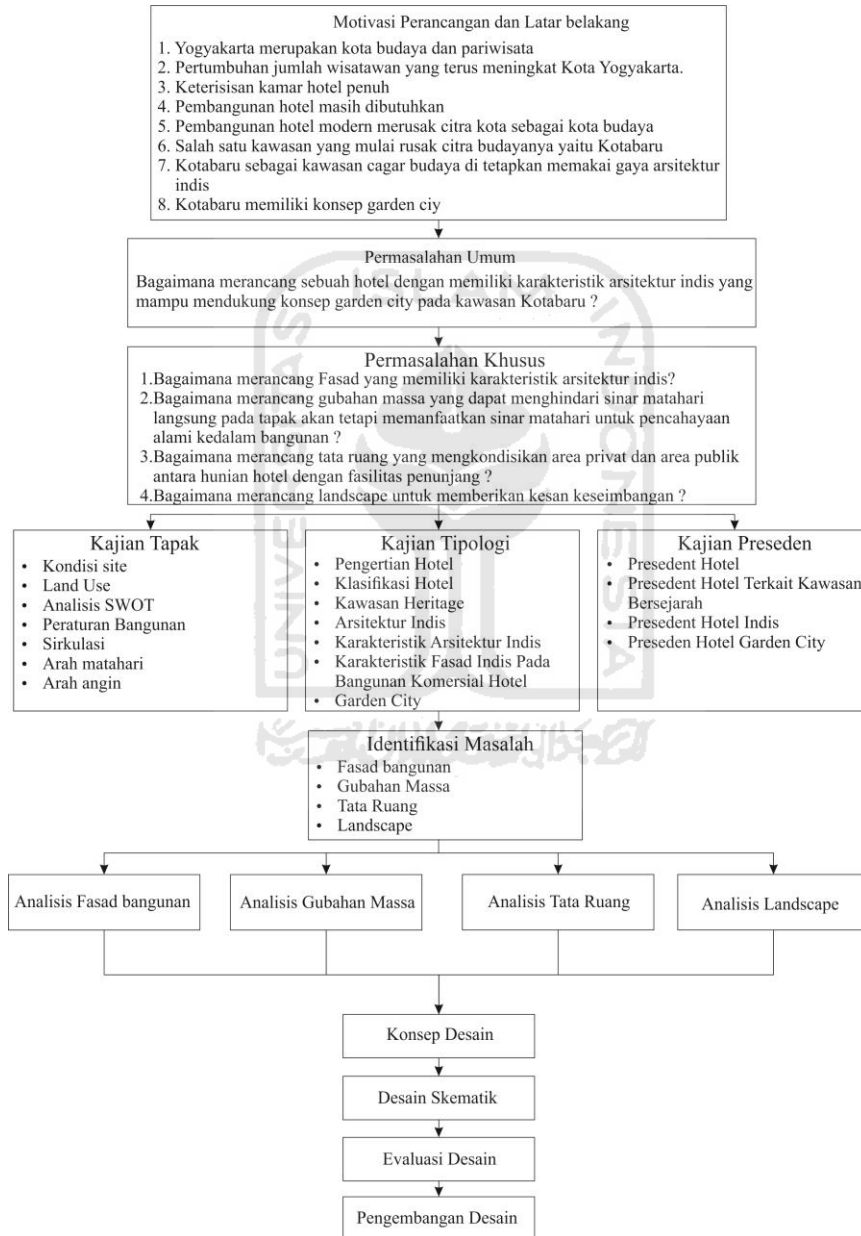 Motivasi Perancangan dan Latar belakang
1. Yogyakarta merupakan kota budaya dan pariwisata
2. Pertumbuhan jumlah wisatawan yang terus meningkat Kota Yogyakarta.
3. Keterisisan kamar hotel penuh
4. Pembangunan hotel masih dibutuhkan
5. Pembangunan hotel modern merusak citra kota sebagai kota budaya
6. Salah satu kawasan yang mulai rusak citra budayanya yaitu Kotabaru
7. Kotabaru sebagai kawasan cagar budaya di tetapkan memakai gaya arsitektur
indis
8. Kotabaru memiliki konsep garden ciy
Permasalahan Umum
Bagaimana merancang sebuah hotel dengan memiliki karakteristik arsitektur indis yang
mampu mendukung konsep garden city pada kawasan Kotabaru ?
Permasalahan Khusus
1.Bagaimana merancang Fasad yang memiliki karakteristik arsitektur indis?
2.Bagaimana merancang gubahan massa yang dapat menghindari sinar matahari
langsung pada tapak akan tetapi memanfaatkan sinar matahari untuk pencahayaan
alami kedalam bangunan ?
3.Bagaimana merancang tata ruang yang mengkondisikan area privat dan area publik
antara hunian hotel dengan fasilitas penunjang ?
4.Bagaimana merancang landscape untuk memberikan kesan keseimbangan ?
Kajian Tapak
• Kondisi site
• Land Use
• Analisis SWOT
• Peraturan Bangunan
• Sirkulasi
• Arah matahari
• Arah angin
Kajian Tipologi
• Pengertian Hotel
• Klasifikasi Hotel
• Kawasan Heritage
• Arsitektur Indis
• Karakteristik Arsitektur Indis
• Karakteristik Fasad Indis Pada
Bangunan Komersial Hotel
• Garden City
Kajian Preseden
• Presedent Hotel
• Presedent Hotel Terkait Kawasan
Bersejarah
• Presedent Hotel Indis
• Preseden Hotel Garden City
Identifikasi Masalah
• Fasad bangunan
• Gubahan Massa
• Tata Ruang
• Landscape
Analisis Fasad bangunan
Analisis Gubahan Massa
Analisis Tata Ruang
Analisis Landscape
Konsep Desain
Desain Skematik
Evaluasi Desain
Pengembangan Desain
UNIVERSITAS ISLAM INDONESIA